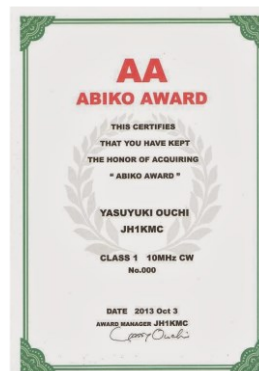 AA
ABIKO AWARD
THIS CERTIFIES
THAT YOU HAVE KEPT
THE HONOR OF ACQUIRING
“ ABIKO AWARD ”
YASUYUKI OUCHI
JH1KMC
CLASS 1 10MHz CW
No.000
DATE 2013 Oct 3
AWARD MANAGER JH1KMC